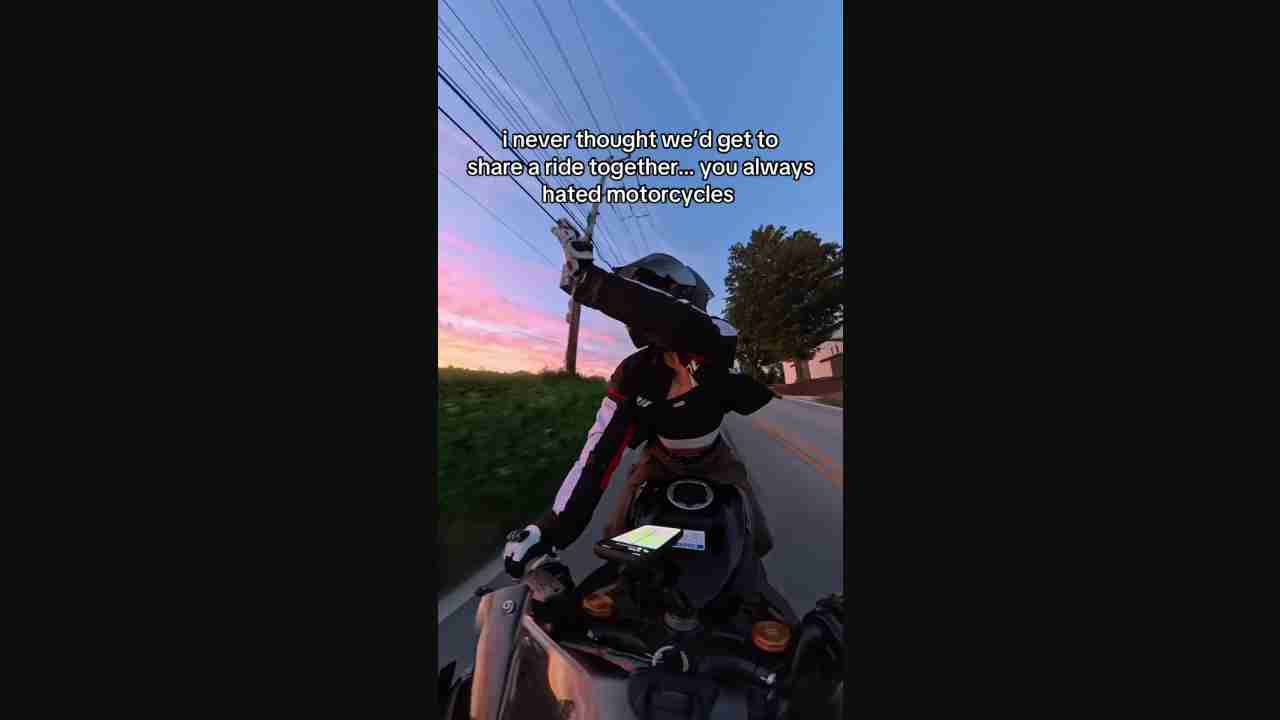 i never thought we’d get to
share a ride together... you always
hated motorcycles